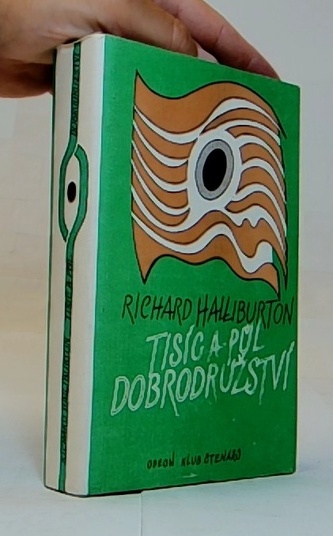 RICHARD HALLIBURTON
TISÍC A PŮL
DOBRODRUŽSTVÍ
ODEON KLUB ČTENÁŘŮ